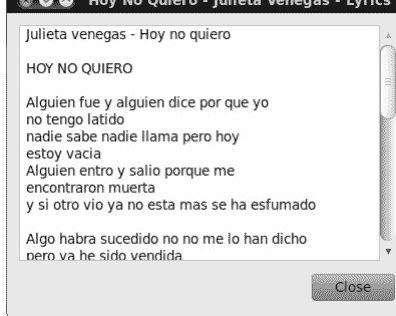 Hoy No Quiero - Julieta Venegas - Lyrics
Julieta venegas - Hoy no quiero
HOY NO QUIERO
Alguien fue y alguien dice por que yo
no tengo latido
nadie sabe nadie llama pero hoy
estoy vacia
Alguien entro y salio porque me
encontraron muerta
y si otro vio ya no esta mas se ha esfumado
Algo habra sucedido no no me lo han dicho
pero ya he sido vendida
Close